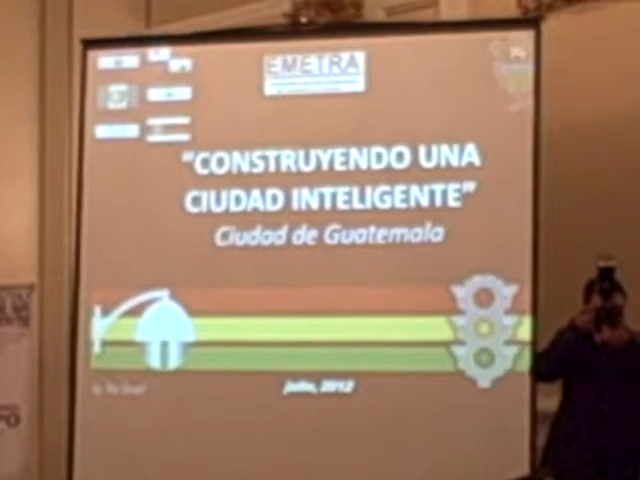 EMETRA
"CONSTRUYENDO UNA
CIUDAD INTELIGENTE"
Ciudad de Guatemala
julio, 2012